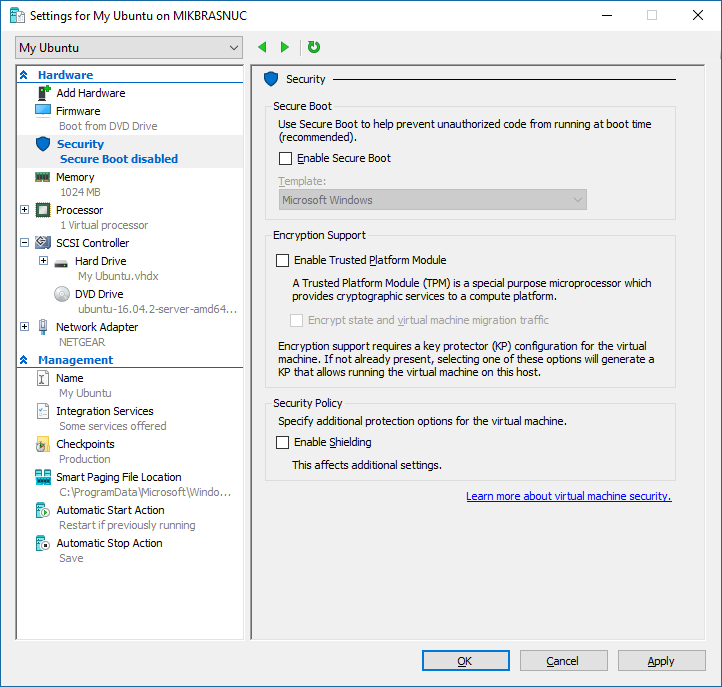 Settings for My Ubuntu on MIKBRASNUC
My Ubuntu
Hardware
Add Hardware
Firmware
Boot from DVD Drive
Security
Secure Boot disabled
Memory
1024 MB
Processor
1 Virtual processor
SCSI Controller
Hard Drive
My Ubuntu.vhdx
DVD Drive
ubuntu-16.04.2-server-amd64...
Network Adapter
NETGEAR
Management
Name
My Ubuntu
Integration Services
Some services offered
Checkpoints
Production
Smart Paging File Location
C:\ProgramData\Microsoft\Windo...
Automatic Start Action
Restart if previously running
Automatic Stop Action
Save
Security
Secure Boot
Use Secure Boot to help prevent unauthorized code from running at boot time
(recommended).
Enable Secure Boot
Template:
Microsoft Windows
Encryption Support
Enable Trusted Platform Module
A Trusted Platform Module (TPM) is a special purpose microprocessor which
provides cryptographic services to a compute platform.
Encrypt state and virtual machine migration traffic
Encryption support requires a key protector (KP) configuration for the virtual
machine. If not already present, selecting one of these options will generate a
KP that allows running the virtual machine on this host.
Security Policy
Specify additional protection options for the virtual machine.
Enable Shielding
This affects additional settings.
Learn more about virtual machine security.
OK
Cancel
Apply